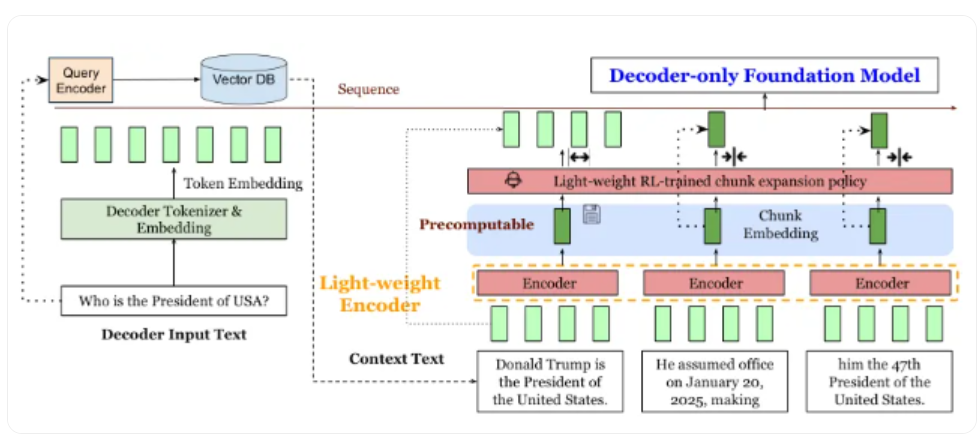 Query
Encoder
Vector DB
Sequence
Decoder-only Foundation Model
Token Embedding
Light-weight RL-trained chunk expansion policy
Decoder Tokenizer &
Embedding
Precomputable
Chunk
Embedding
Light-weight
Encoder
Encoder
Encoder
Encoder
Who is the President of USA?
Decoder Input Text
Context Text
Donald Trump is
the President of
the United States.
He assumed office
on January 20,
2025, making
him the 47th
President of the
United States.